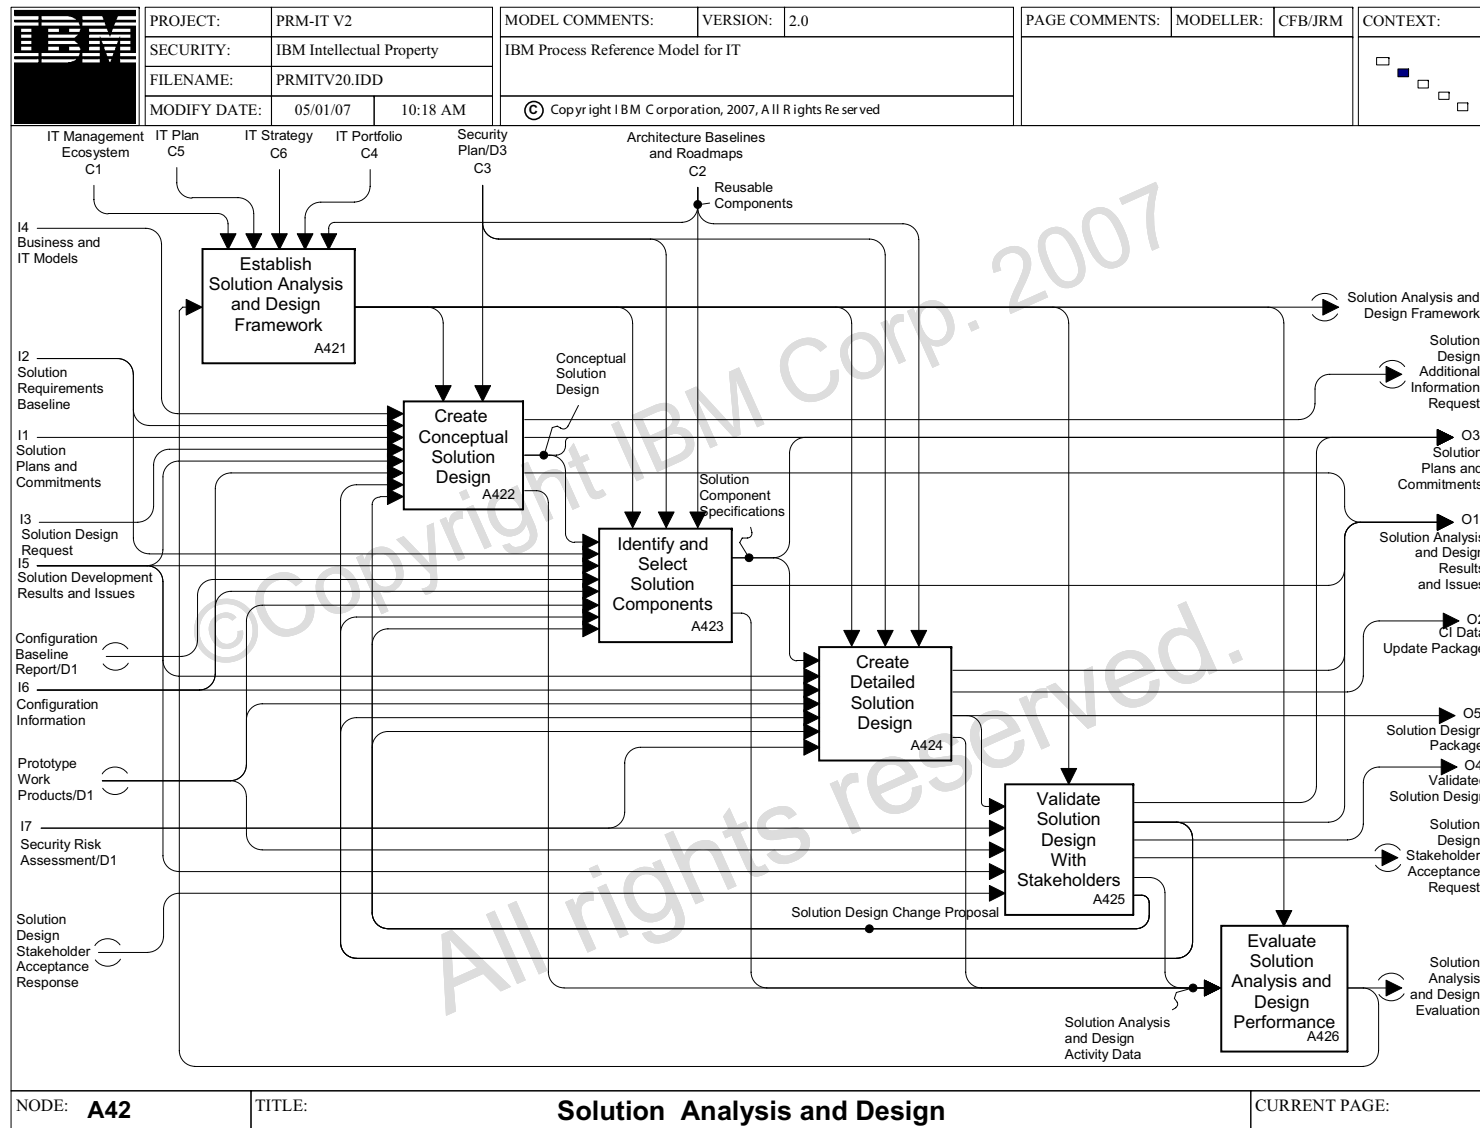 IBM
PROJECT: PRM-IT V2
SECURITY: IBM Intellectual Property
FILENAME: PRMITV20.IDD
MODIFY DATE: 05/01/07 10:18 AM
MODEL COMMENTS: VERSION: 2.0
IBM Process Reference Model for IT
© Copyright IBM Corporation, 2007, All Rights Reserved
PAGE COMMENTS: MODELLER: CFB/JRM
CONTEXT:
IT Management
Ecosystem
C1
IT Plan
C5
IT Strategy
C6
IT Portfolio
C4
Security
Plan/D3
C3
Architecture Baselines
and Roadmaps
C2
Reusable
Components
I4
Business and
IT Models
Establish
Solution Analysis
and Design
Framework
A421
Solution Analysis and
Design Framework
I2
Solution
Requirements
Baseline
Conceptual
Solution
Design
Solution
Design
Additional
Information
Request
Create
Conceptual
Solution
Design
A422
I1
Solution
Plans and
Commitments
O3
Solution
Plans and
Commitments
Solution
Component
Specifications
I3
Solution Design
Request
I5
Solution Development
Results and Issues
O1
Solution Analysis
and Design
Results
and Issues
Identify and
Select
Solution
Components
A423
Configuration
Baseline
Report/D1
O2
CI Data
Update Package
I6
Configuration
Information
Create
Detailed
Solution
Design
A424
O5
Solution Design
Package
Prototype
Work
Products/D1
O4
Validated
Solution Design
Validate
Solution
Design
With
Stakeholders
A425
I7
Security Risk
Assessment/D1
Solution
Design
Stakeholder
Acceptance
Request
Solution Design Change Proposal
Solution
Design
Stakeholder
Acceptance
Response
Evaluate
Solution
Analysis and
Design
Performance
A426
Solution
Analysis
and Design
Evaluation
Solution Analysis
and Design
Activity Data
©Copyright IBM Corp. 2007
All rights reserved.
NODE: A42
TITLE: Solution Analysis and Design
CURRENT PAGE: